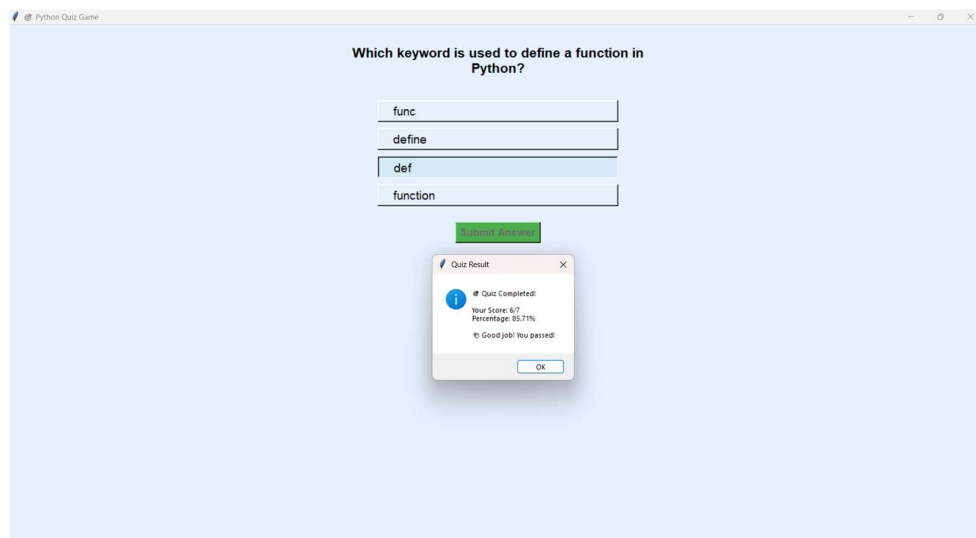 🎯 Python Quiz Game
Which keyword is used to define a function in
Python?
func
define
def
function
Submit Answer
Quiz Result
🎯 Quiz Completed!
Your Score: 6/7
Percentage: 85.71%
Good job! You passed!
OK